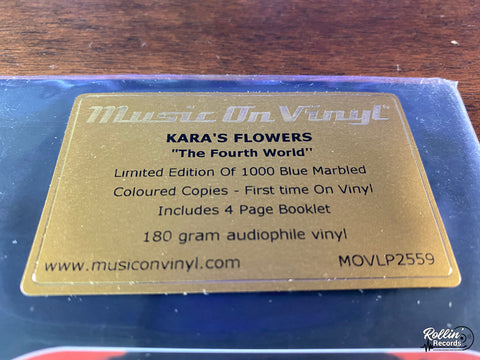 Music On Vinyl
KARA'S FLOWERS
"The Fourth World"
Limited Edition Of 1000 Blue Marbled
Coloured Copies - First time On Vinyl
Includes 4 Page Booklet
180 gram audiophile vinyl
www.musiconvinyl.com MOVLP2559
Rollin'
Records